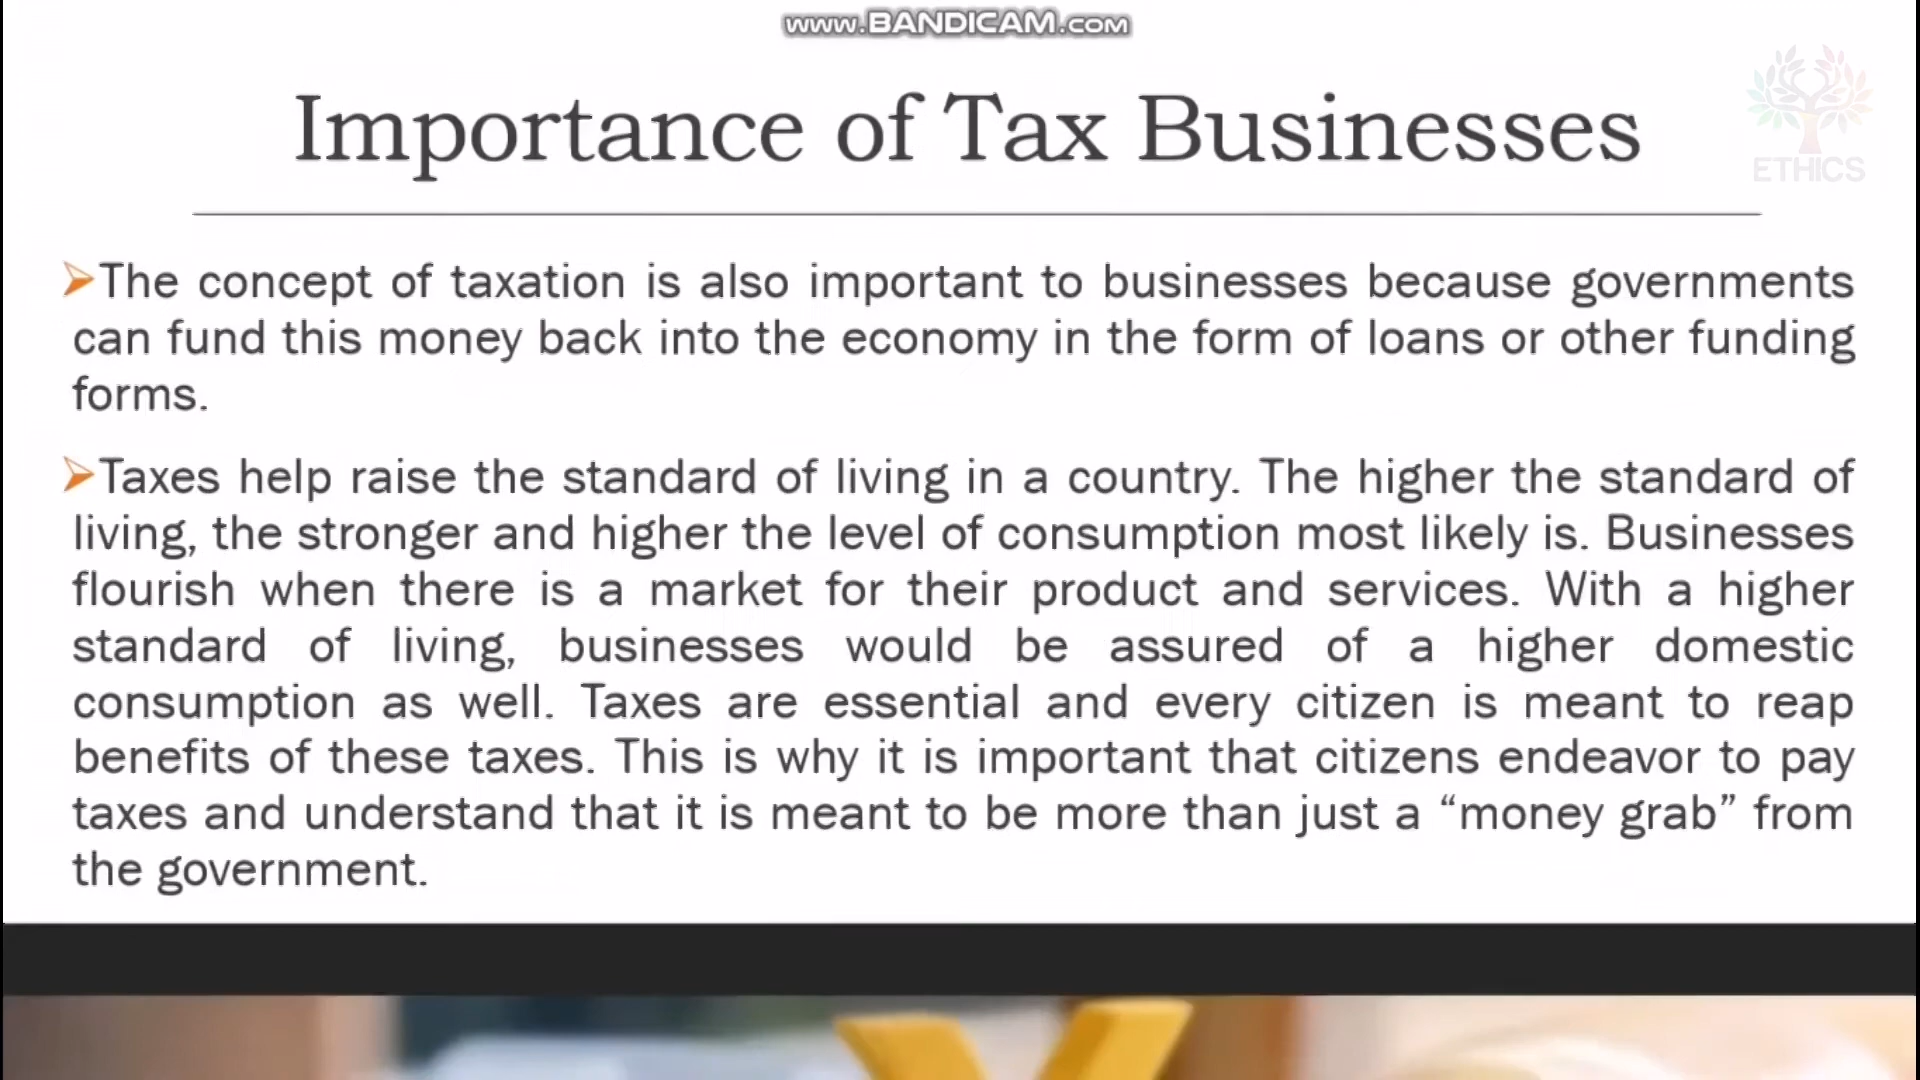 www.BANDICAM.com
Importance of Tax Businesses
ETHICS
The concept of taxation is also important to businesses because governments
can fund this money back into the economy in the form of loans or other funding
forms.
Taxes help raise the standard of living in a country. The higher the standard of
living, the stronger and higher the level of consumption most likely is. Businesses
flourish when there is a market for their product and services. With a higher
standard of living, businesses would be assured of a higher domestic
consumption as well. Taxes are essential and every citizen is meant to reap
benefits of these taxes. This is why it is important that citizens endeavor to pay
taxes and understand that it is meant to be more than just a “money grab” from
the government.